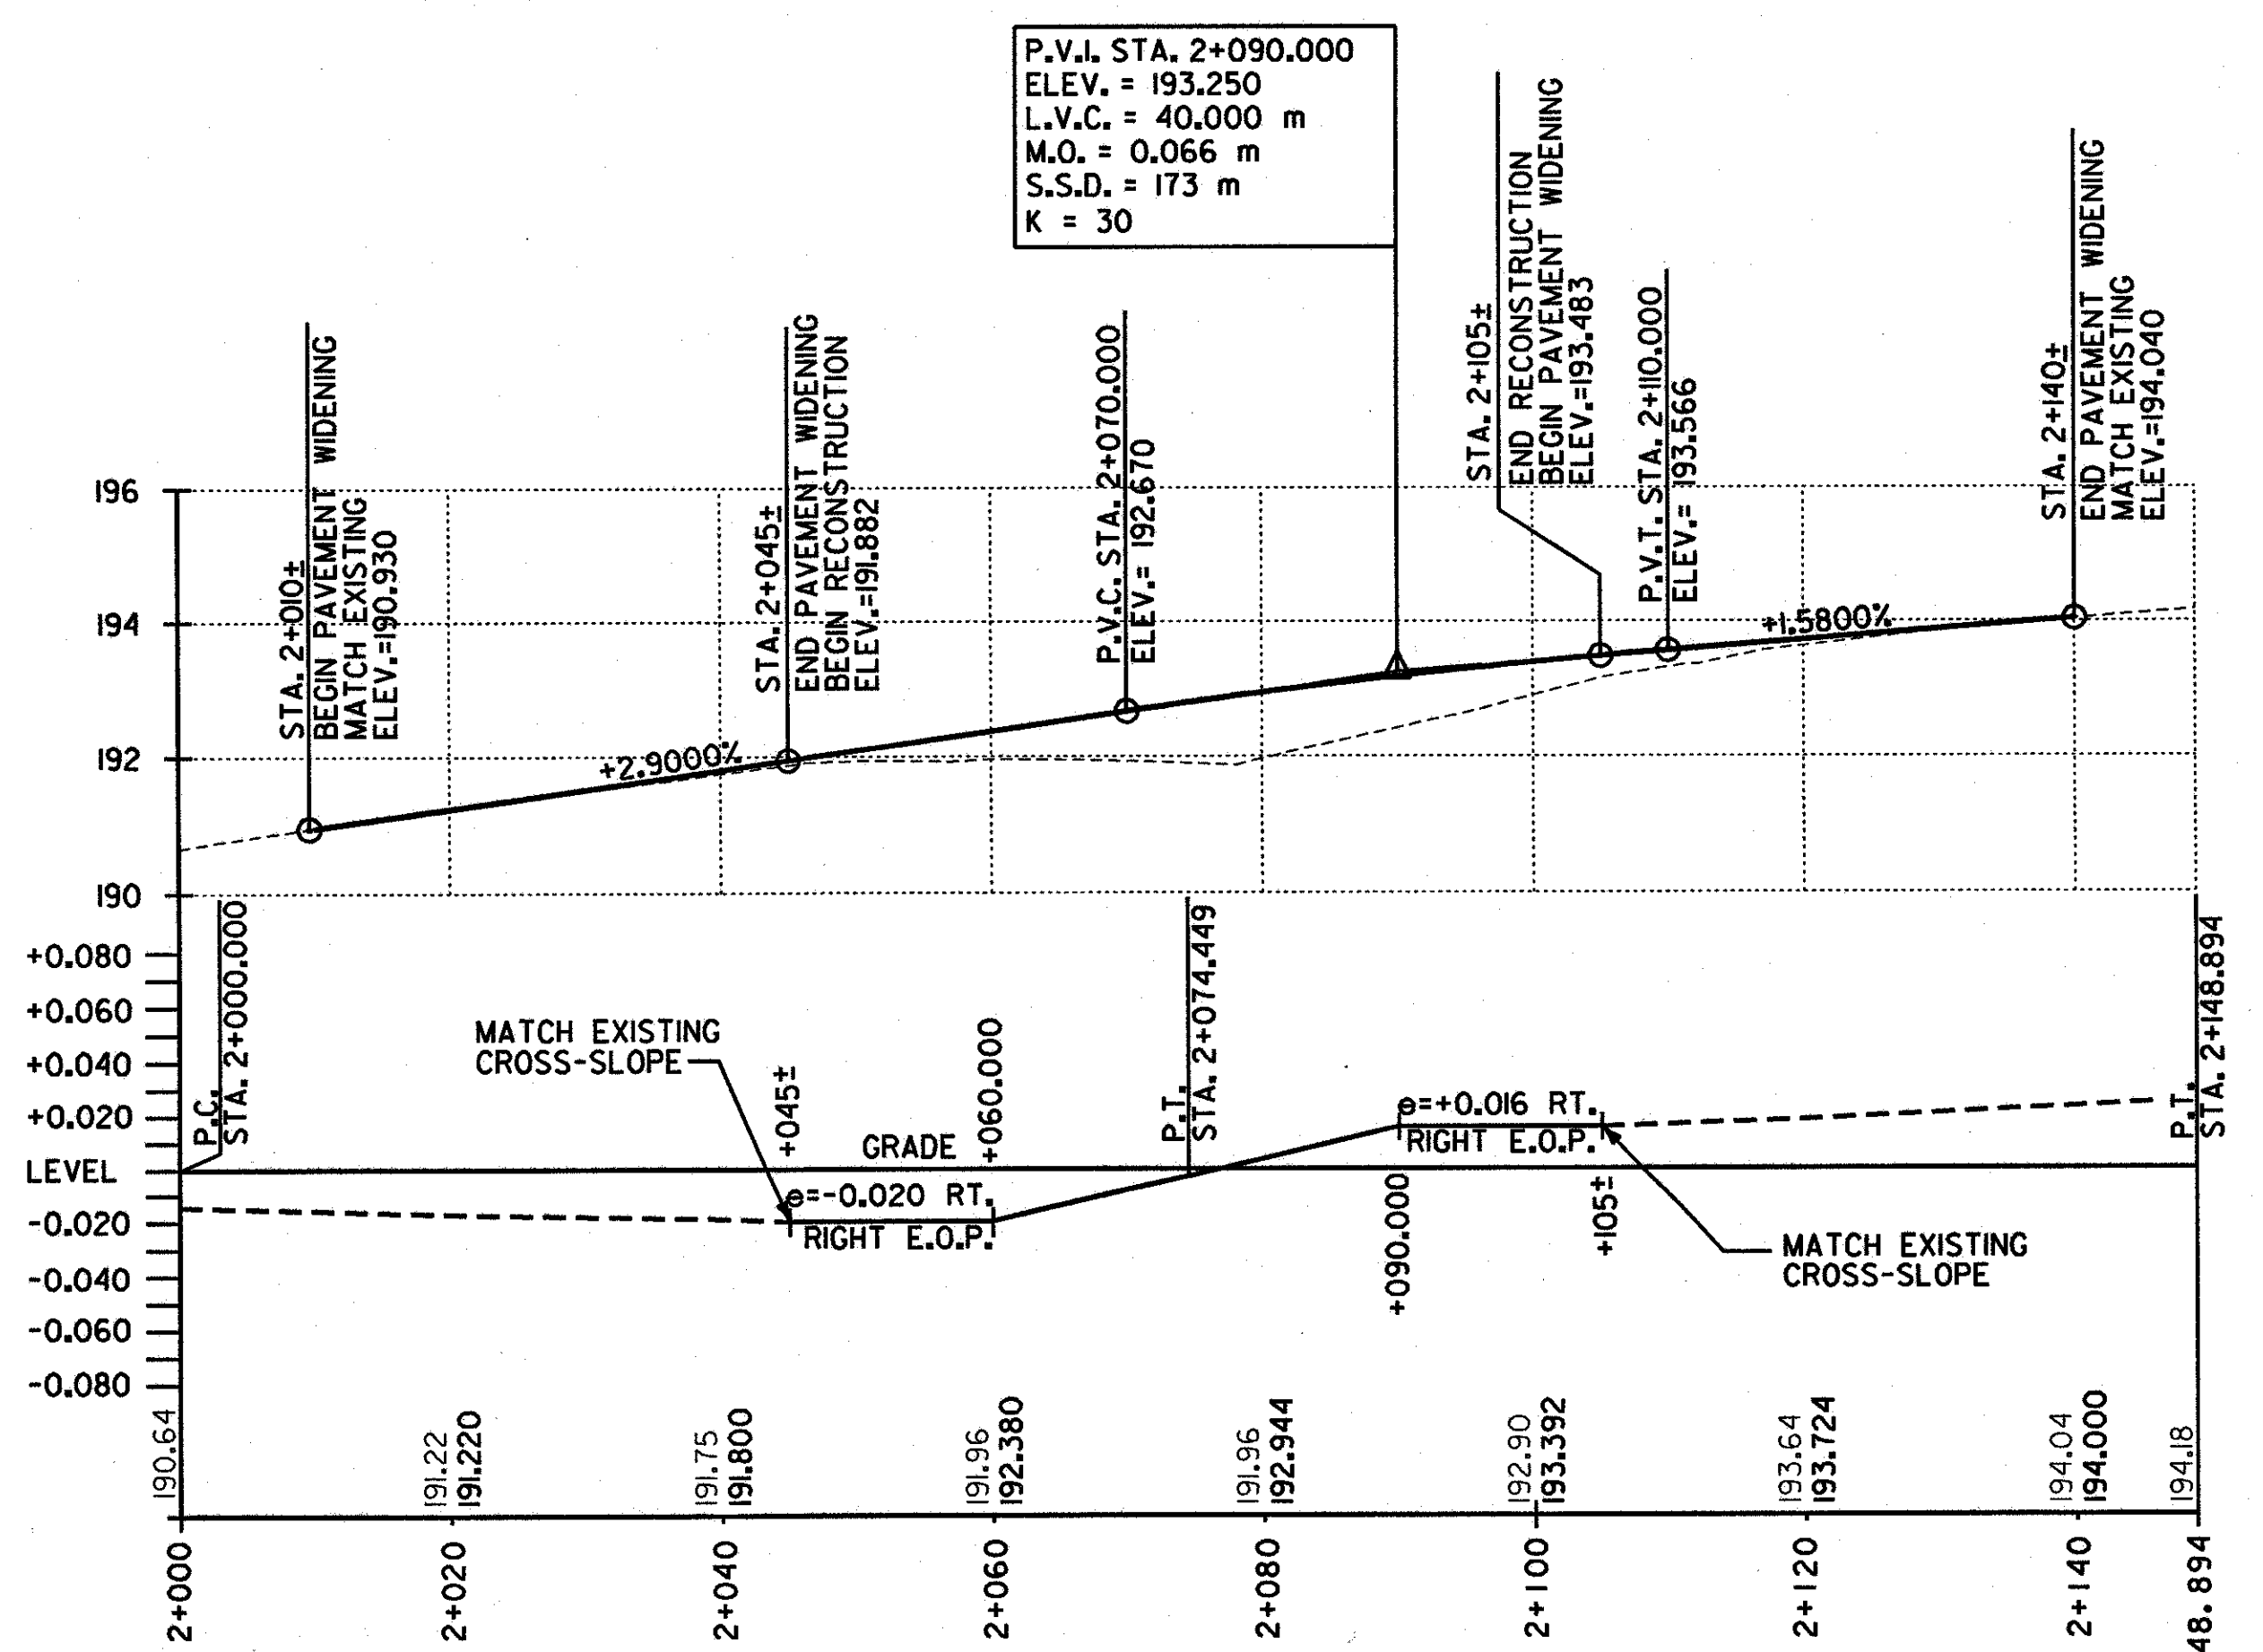 P.V.I. STA. 2+090.000
ELEV. = 193.250
L.V.C. = 40.000 m
M.O. = 0.066 m
S.S.D. = 173 m
K = 30
STA. 2+010±
BEGIN PAVEMENT WIDENING
MATCH EXISTING
ELEV.=190.930
STA. 2+045±
END PAVEMENT WIDENING
BEGIN RECONSTRUCTION
ELEV.=191.882
P.V.C. STA. 2+070.000
ELEV.= 192.670
STA. 2+105±
END RECONSTRUCTION
BEGIN PAVEMENT WIDENING
ELEV.=193.483
P.V.T. STA. 2+110.000
ELEV.= 193.566
STA. 2+140±
END PAVEMENT WIDENING
MATCH EXISTING
ELEV.=194.040
196
194
192
190
+2.9000%
+1.5800%
+0.080
+0.060
+0.040
+0.020
LEVEL
-0.020
-0.040
-0.060
-0.080
P.C.
STA. 2+000.000
MATCH EXISTING
CROSS-SLOPE
+045±
GRADE
+060.000
e=-0.020 RT.
RIGHT E.O.P.
P.T.
STA. 2+074.449
e=+0.016 RT.
RIGHT E.O.P.
+090.000
+105±
MATCH EXISTING
CROSS-SLOPE
P.T.
STA. 2+148.894
190.64
191.22
191.220
191.75
191.800
191.96
192.380
191.96
192.944
192.90
193.392
193.64
193.724
194.04
194.000
194.18
2+000
2+020
2+040
2+060
2+080
2+100
2+120
2+140
48.894